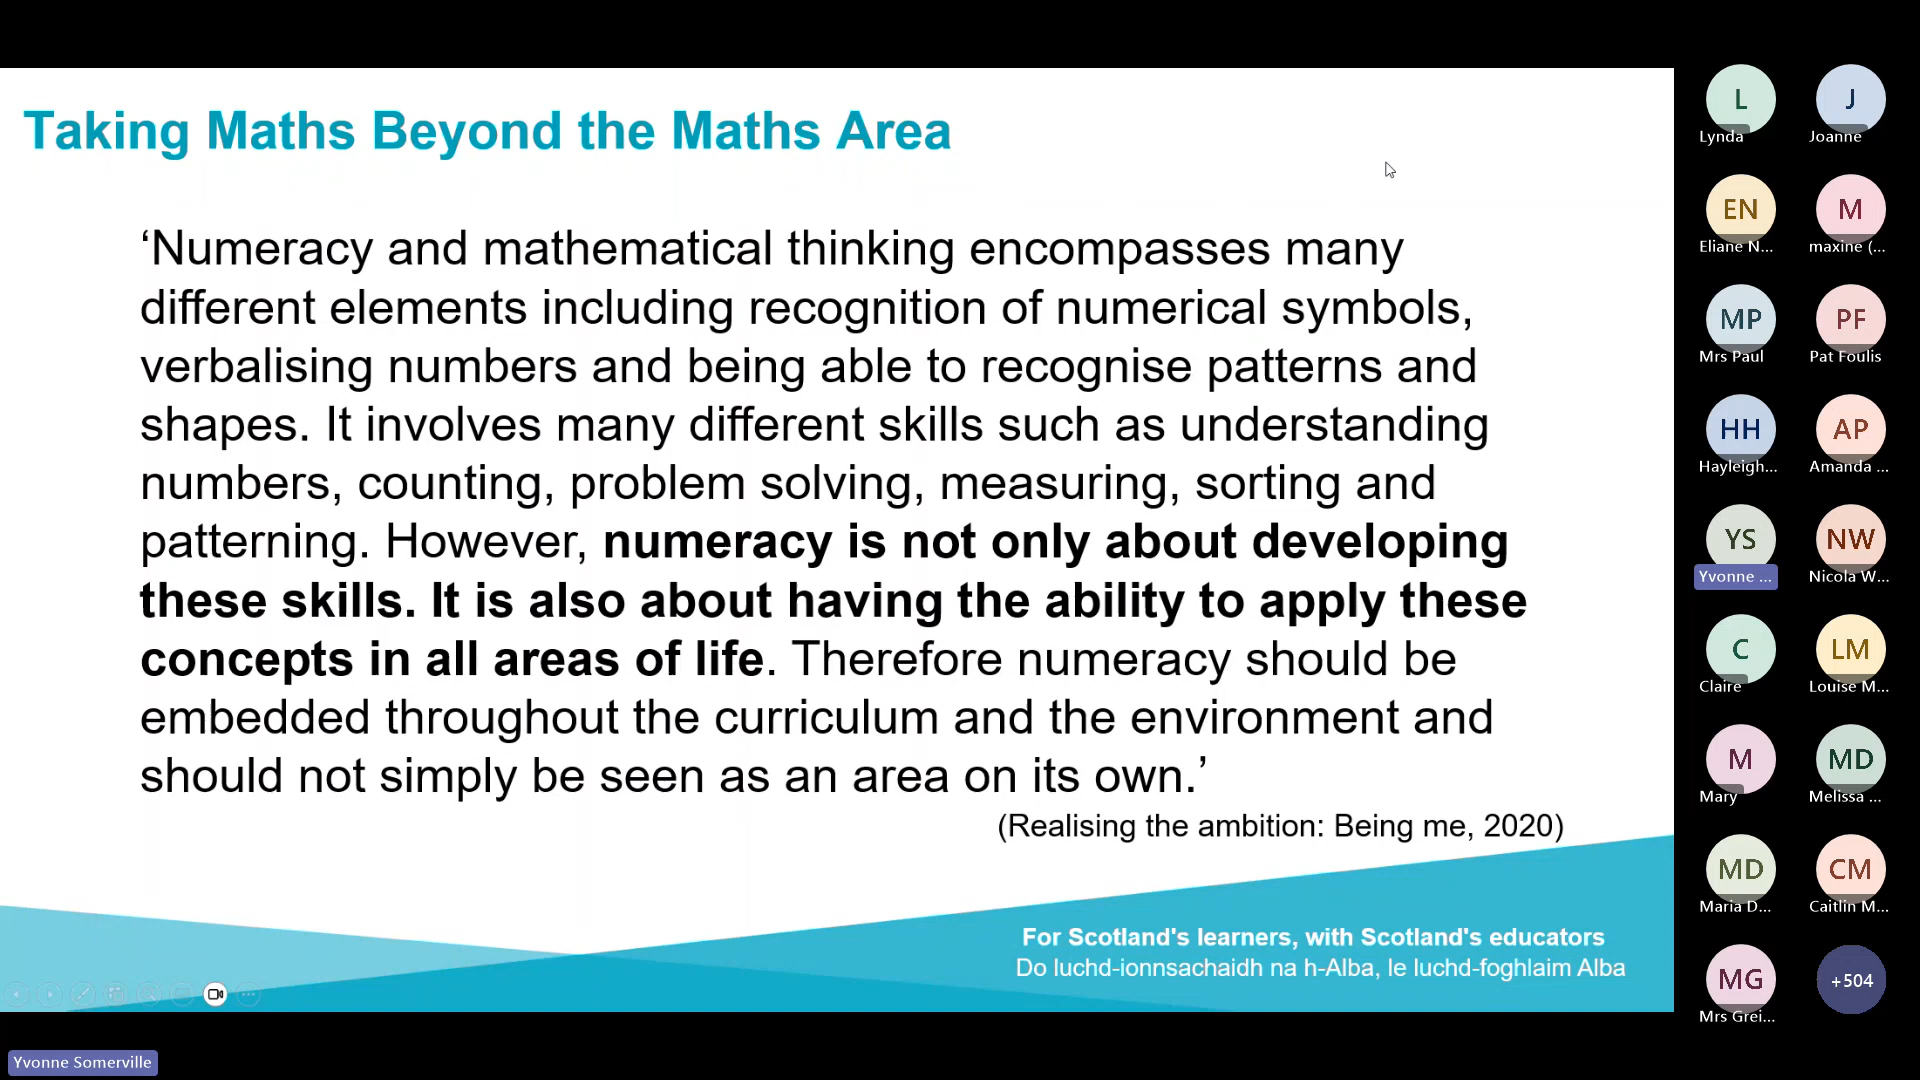 Taking Maths Beyond the Maths Area
‘Numeracy and mathematical thinking encompasses many
different elements including recognition of numerical symbols,
verbalising numbers and being able to recognise patterns and
shapes. It involves many different skills such as understanding
numbers, counting, problem solving, measuring, sorting and
patterning. However, numeracy is not only about developing
these skills. It is also about having the ability to apply these
concepts in all areas of life. Therefore numeracy should be
embedded throughout the curriculum and the environment and
should not simply be seen as an area on its own.’
(Realising the ambition: Being me, 2020)
For Scotland's learners, with Scotland's educators
Do luchd-ionnsachaidh na h-Alba, le luchd-foghlaim Alba
Yvonne Somerville
L
Lynda
J
Joanne
EN
Eliane N...
M
maxine (...
MP
Mrs Paul
PF
Pat Foulis
HH
Hayleigh...
AP
Amanda ...
YS
Yvonne ...
NW
Nicola W...
C
Claire
LM
Louise M...
M
Mary
MD
Melissa ...
MD
Maria D...
CM
Caitlin M...
MG
Mrs Grei...
+504